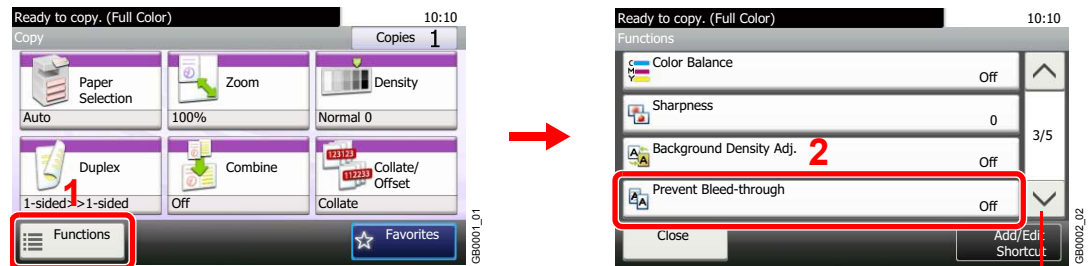 Ready to copy. (Full Color)
10:10
Copy
Copies 1
Paper
Selection
Auto
Zoom
100%
Density
Normal 0
Duplex
1-sided>>1-sided
Combine
Off
123123
112233
Collate/
Offset
Collate
1
Functions
Favorites
GB0001_01
Ready to copy. (Full Color)
10:10
Functions
C
M
Y
Color Balance
Off
Sharpness
0
3/5
A
A
Background Density Adj.
2
Off
A
A
Prevent Bleed-through
Off
Close
Add/Edit
Shortcut
GB0002_02